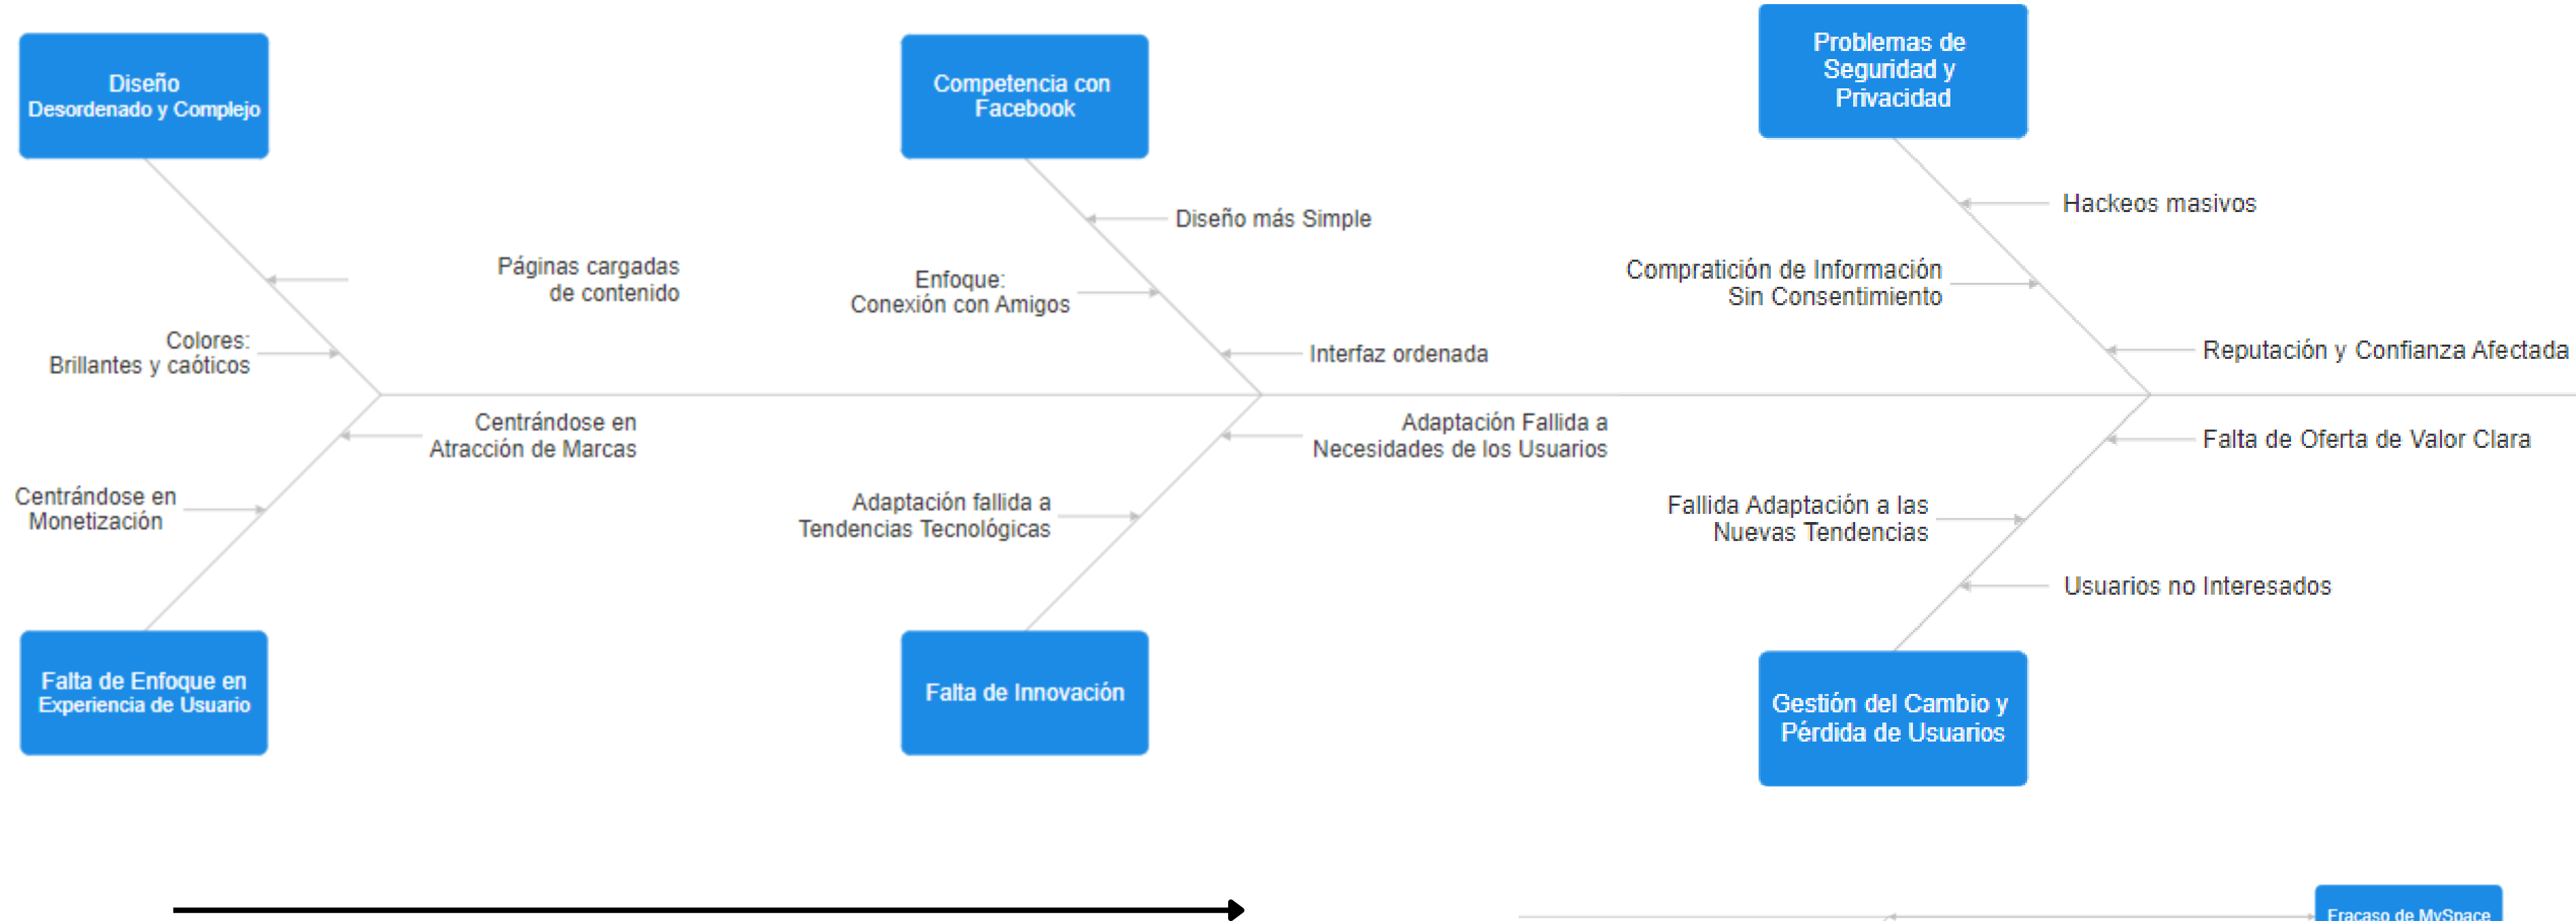 Diseño
Desordenado y Complejo
Competencia con
Facebook
Problemas de
Seguridad y
Privacidad
Páginas cargadas
de contenido
Colores:
Brillantes y caóticos
Diseño más Simple
Enfoque:
Conexión con Amigos
Interfaz ordenada
Hackeos masivos
Compratición de Información
Sin Consentimiento
Reputación y Confianza Afectada
Centrándose en
Atracción de Marcas
Centrándose en
Monetización
Adaptación Fallida a
Necesidades de los Usuarios
Adaptación fallida a
Tendencias Tecnológicas
Falta de Oferta de Valor Clara
Fallida Adaptación a las
Nuevas Tendencias
Usuarios no Interesados
Falta de Enfoque en
Experiencia de Usuario
Falta de Innovación
Gestión del Cambio y
Pérdida de Usuarios
Fracaso de MySpace